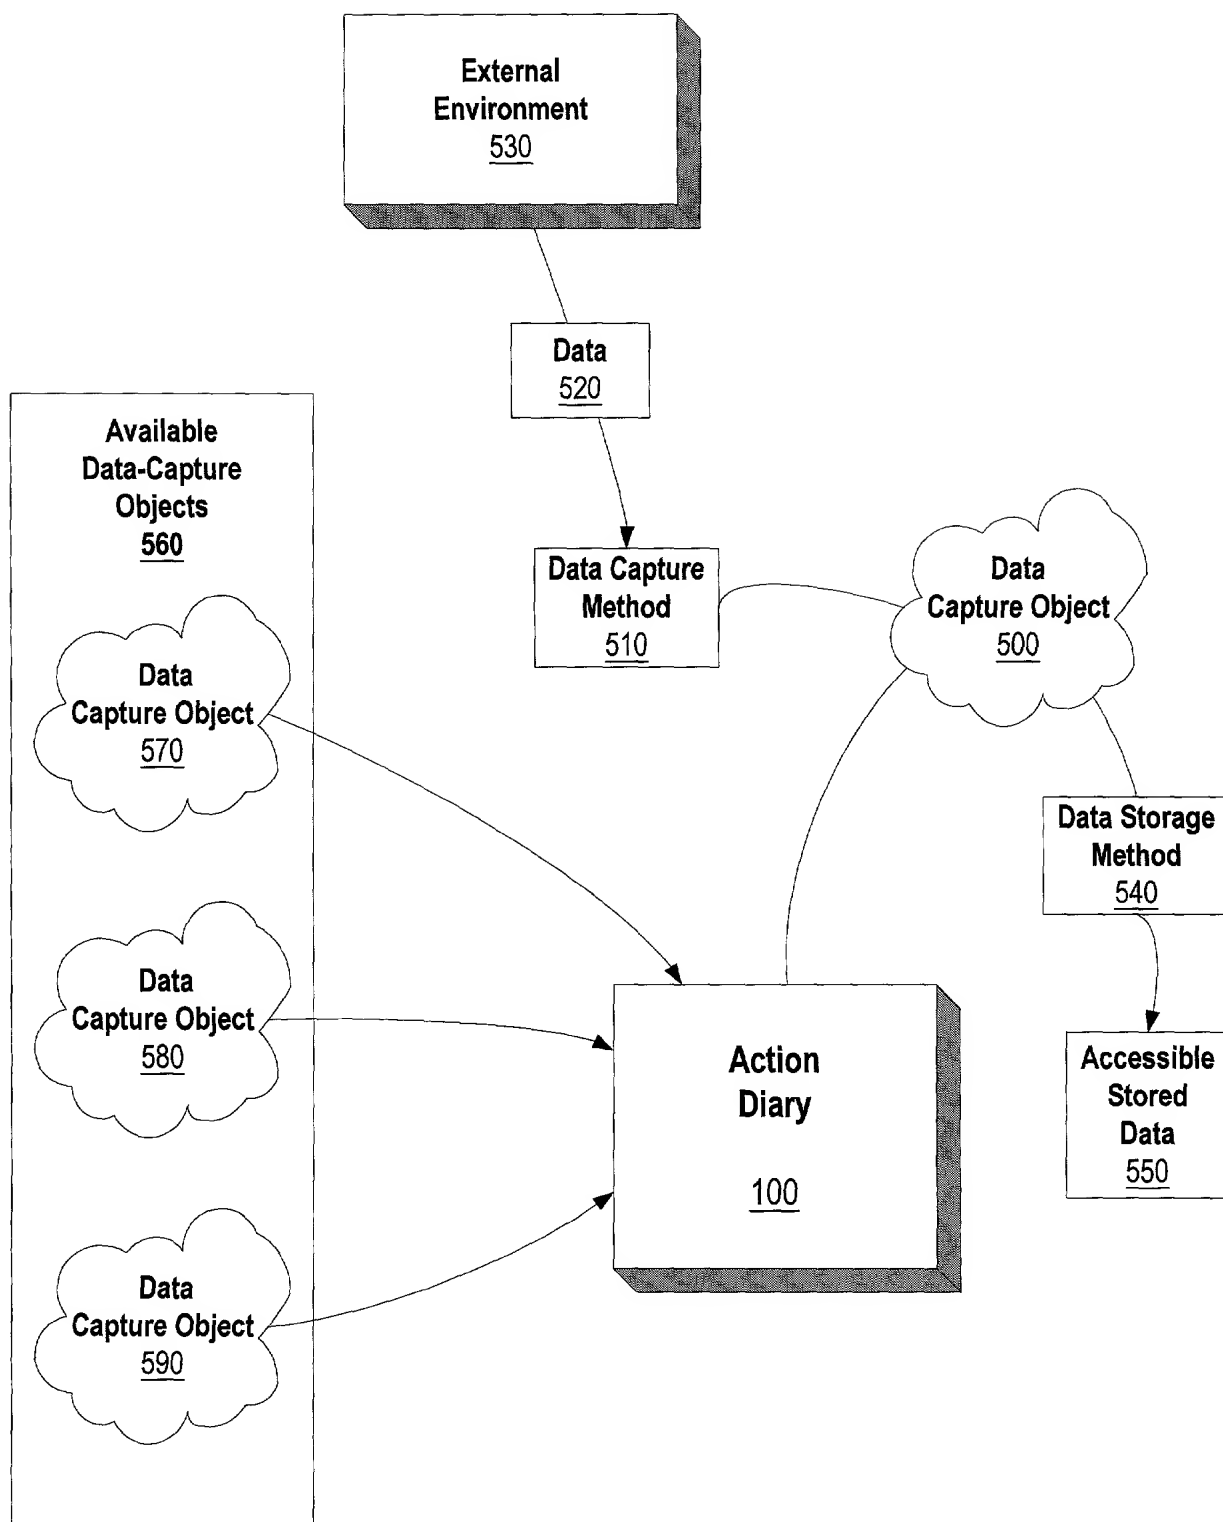 External
Environment
530
Data
520
Available
Data-Capture
Objects
560
Data Capture
Method
510
Data
Capture Object
500
Data
Capture Object
570
Data Storage
Method
540
Data
Capture Object
580
Action
Diary
100
Accessible
Stored
Data
550
Data
Capture Object
590